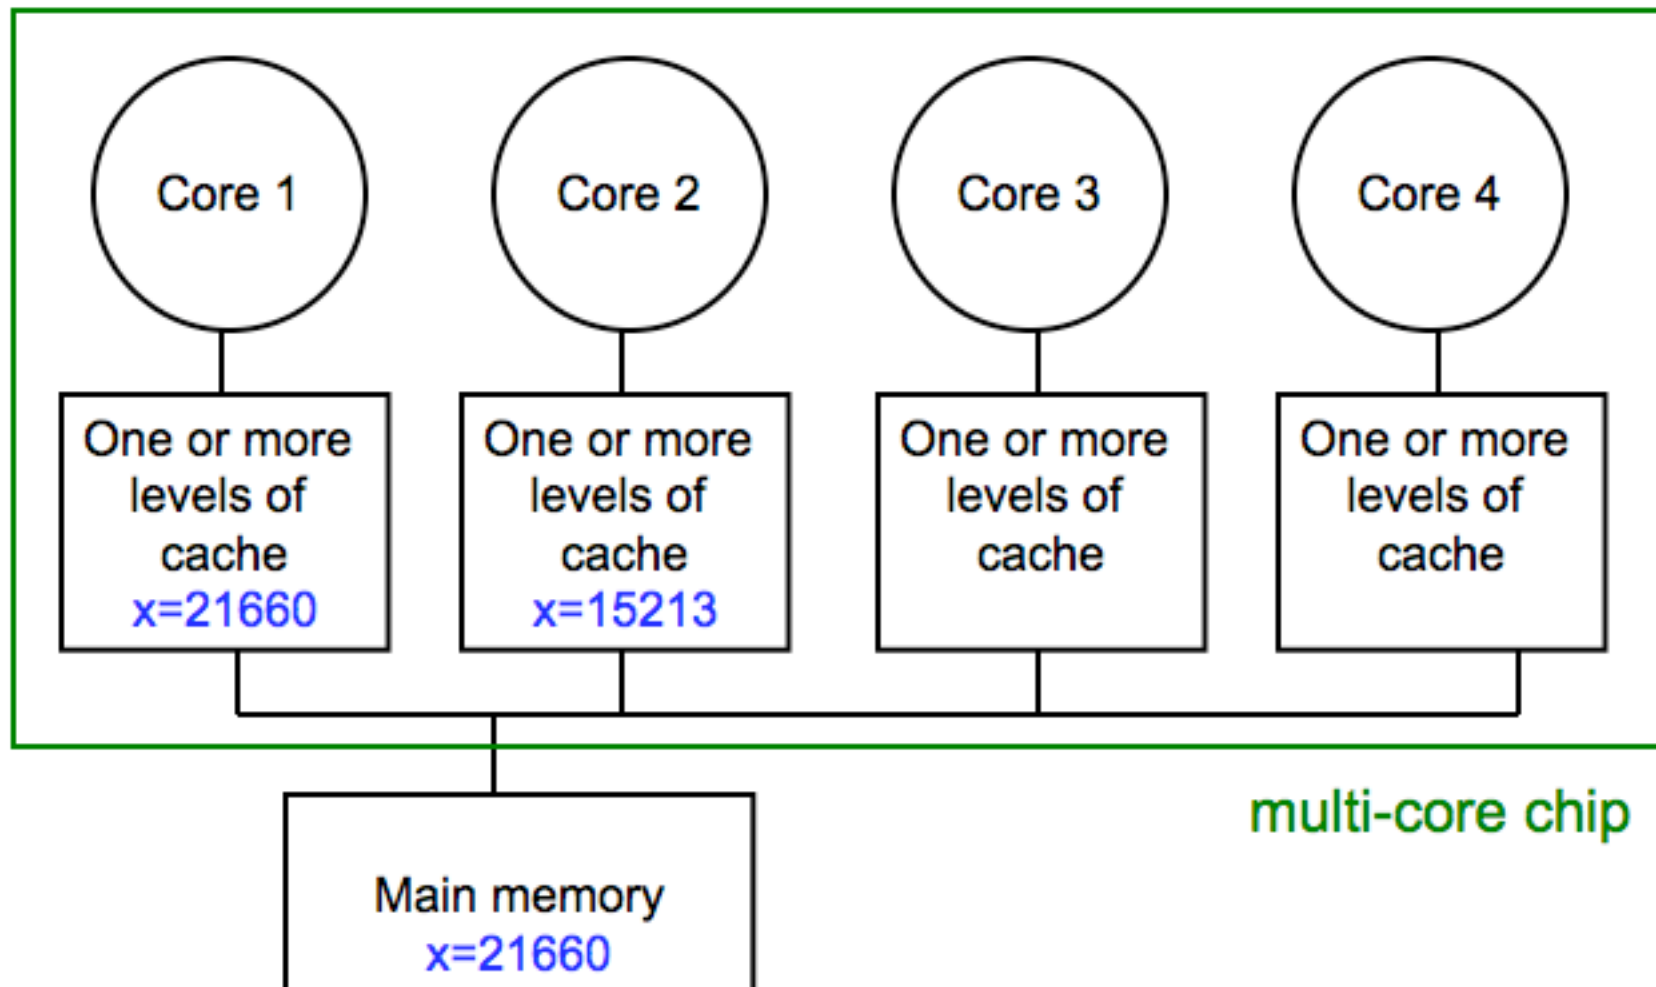 Core 1
Core 2
Core 3
Core 4
One or more
levels of
cache
x=21660
One or more
levels of
cache
x=15213
One or more
levels of
cache
One or more
levels of
cache
multi-core chip
Main memory
x=21660